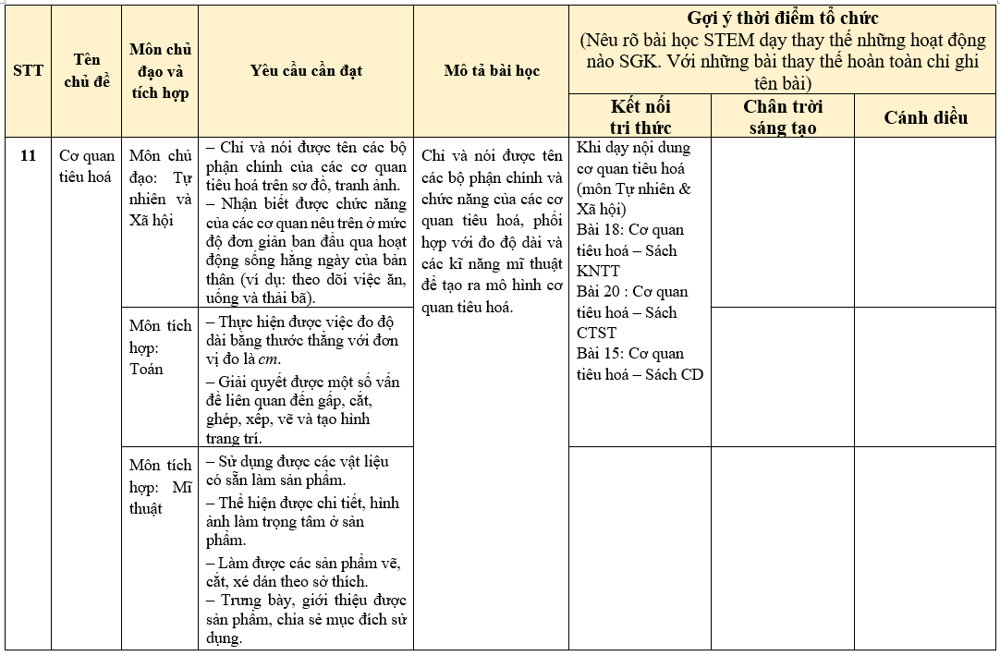 STT
Tên
chủ đề
Môn chủ
đạo và
tích hợp
Yêu cầu cần đạt
Mô tả bài học
Gợi ý thời điểm tổ chức
(Nêu rõ bài học STEM dạy thay thế những hoạt động
nào SGK. Với những bài thay thế hoàn toàn chỉ ghi
tên bài)
Kết nối
tri thức
Chân trời
sáng tạo
Cánh diều
11
Cơ quan
tiêu hoá
Môn chủ
đạo: Tự
nhiên và
Xã hội
– Chỉ và nói được tên các bộ
phận chính của các cơ quan
tiêu hoá trên sơ đồ, tranh ảnh.
– Nhận biết được chức năng
của các cơ quan nêu trên ở mức
độ đơn giản ban đầu qua hoạt
động sống hằng ngày của bản
thân (ví dụ: theo dõi việc ăn,
uống và thải bã).
Chỉ và nói được tên
các bộ phận chính và
chức năng của các cơ
quan tiêu hoá, phối
hợp với đo độ dài và
các kĩ năng mĩ thuật
để tạo ra mô hình cơ
quan tiêu hoá.
Khi dạy nội dung
cơ quan tiêu hoá
(môn Tự nhiên &
Xã hội)
Bài 18: Cơ quan
tiêu hoá – Sách
KNTT
Bài 20 : Cơ quan
tiêu hoá – Sách
CTST
Bài 15: Cơ quan
tiêu hoá – Sách CD
Môn tích
hợp:
Toán
– Thực hiện được việc đo độ
dài bằng thước thẳng với đơn
vị đo là cm.
– Giải quyết được một số vấn
đề liên quan đến gấp, cắt,
ghép, xếp, vẽ và tạo hình
trang trí.
Môn tích
hợp: Mĩ
thuật
– Sử dụng được các vật liệu
có sẵn làm sản phẩm.
– Thể hiện được chi tiết, hình
ảnh làm trọng tâm ở sản
phẩm.
– Làm được các sản phẩm vẽ,
cắt, xé dán theo sở thích.
– Trưng bày, giới thiệu được
sản phẩm, chia sẻ mục đích sử
dụng.